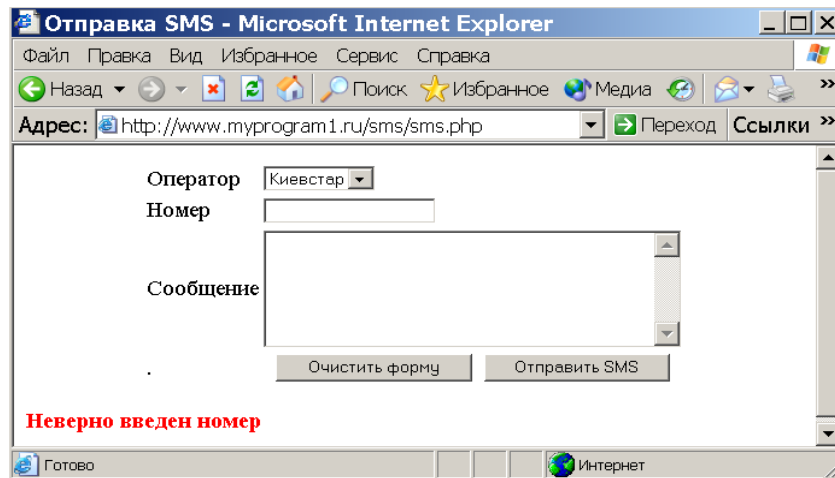 Отправка SMS - Microsoft Internet Explorer
Файл Правка Вид Избранное Сервис Справка
Назад Поиск Избранное Медиа »
Адрес: http://www.myprogram1.ru/sms/sms.php Переход Ссылки »
Оператор Киевстар
Номер
Сообщение
.
Очистить форму Отправить SMS
Неверно введен номер
Готово Интернет